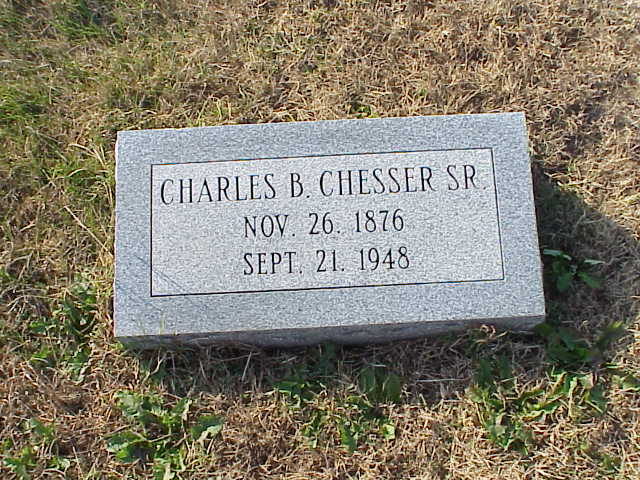 CHARLES B. CHESSER SR.
NOV. 26. 1876
SEPT. 21. 1948